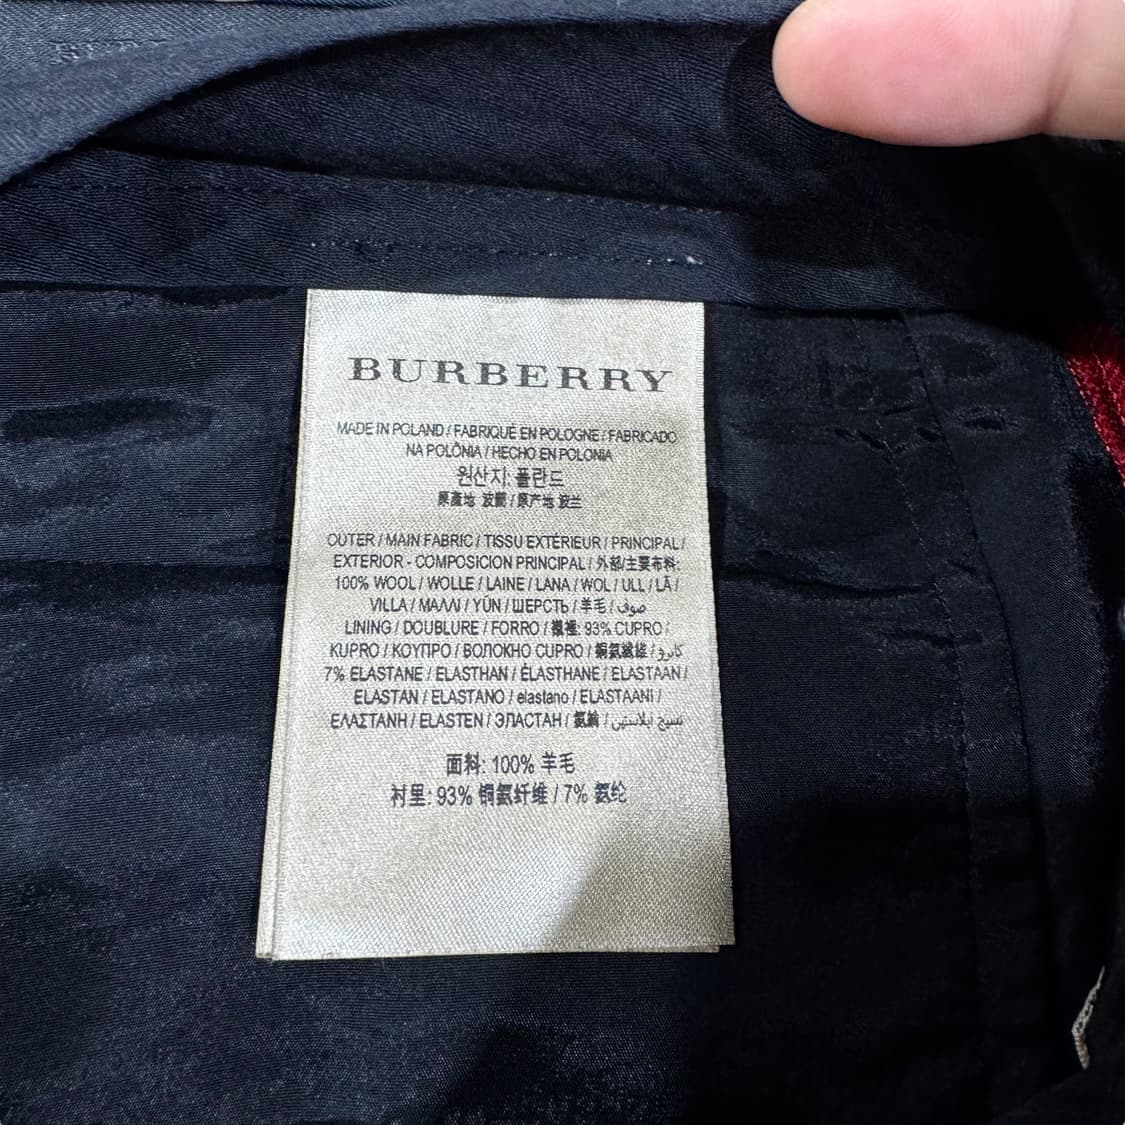 BURBERRY
MADE IN POLAND / FABRIQUÉ EN POLOGNE / FABRICADO
NA POLÔNIA / HECHO EN POLONIA
원산지: 폴란드
原產地 波蘭 / 原产地 波兰
OUTER / MAIN FABRIC / TISSU EXTÉRIEUR / PRINCIPAL /
EXTERIOR - COMPOSICION PRINCIPAL / 外部/主要布料:
100% WOOL / WOLLE / LAINE / LANA / WOL / ULL / LÃ /
VILLA / ΜΑΛΛΙ / YÜN / ШЕРСТЬ / 羊毛 / صوف
LINING / DOUBLURE / FORRO / 襯裡: 93% CUPRO /
KUPRO / ΚΟΥΠΡΟ / ВОЛОКНО CUPRO / 銅氨纖維 / كابرو
7% ELASTANE / ELASTHAN / ÉLASTHANE / ELASTAAN /
ELASTAN / ELASTANO / elastano / ELASTAANI /
ΕΛΑΣΤΑΝΗ / ELASTEN / ЭЛАСТАН / 氨綸 / نسيج ايلاستين
面料: 100% 羊毛
衬里: 93% 铜氨纤维 / 7% 氨纶